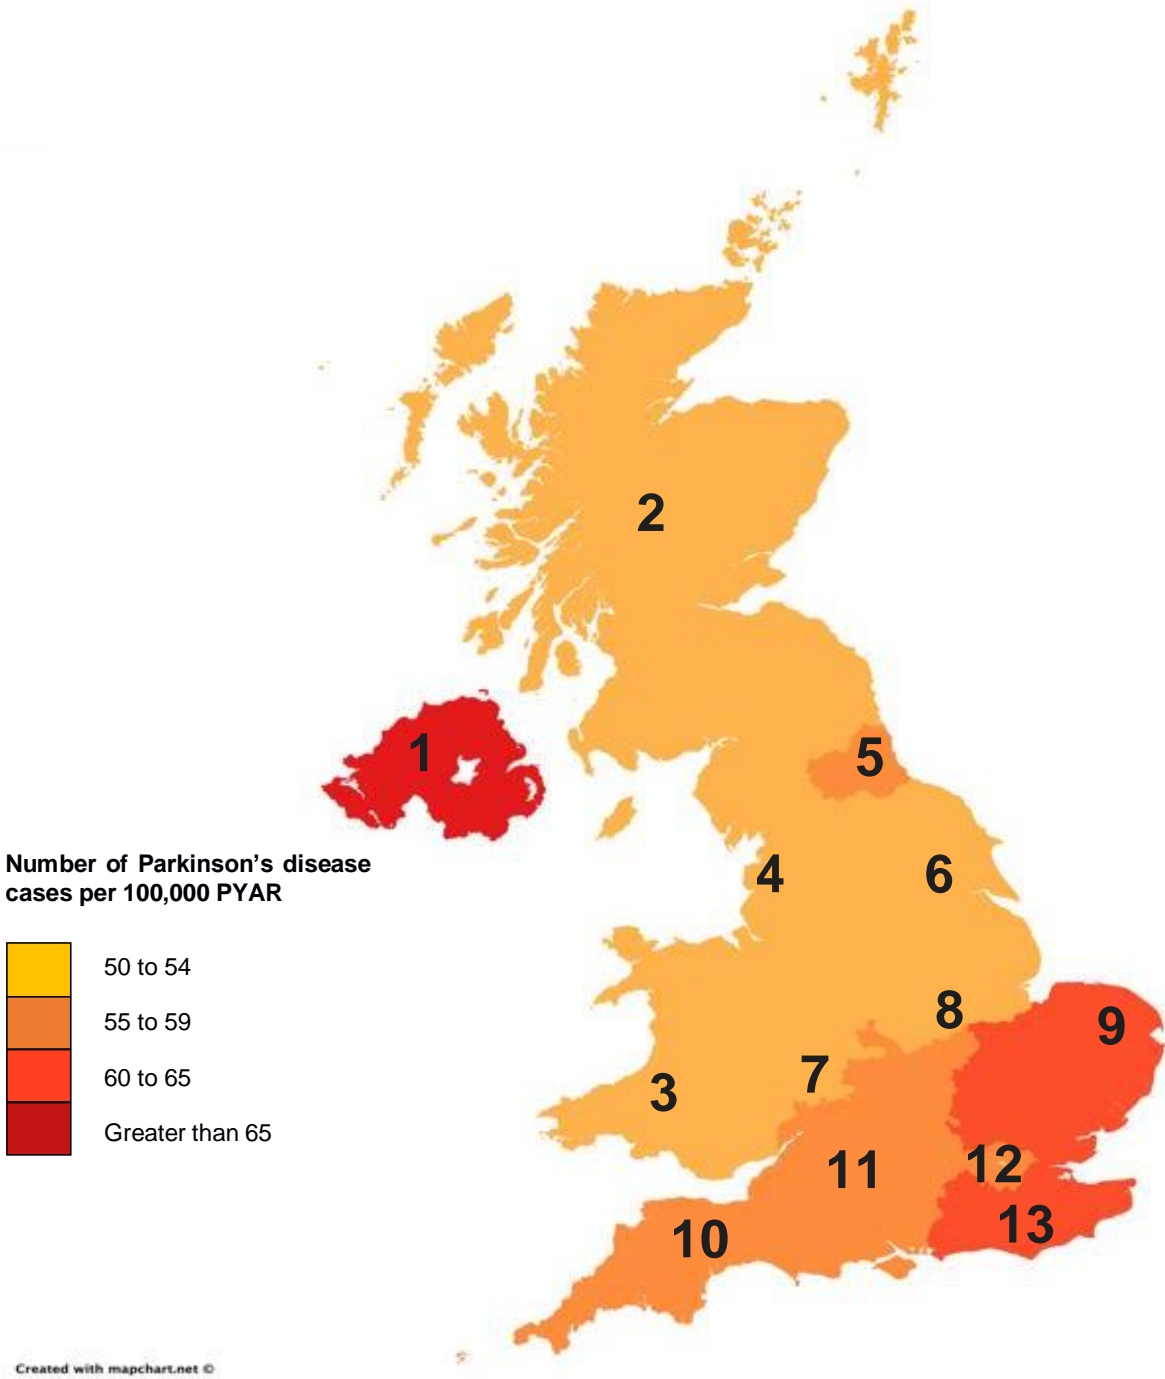 2
1
5
Number of Parkinson's disease
cases per 100,000 PYAR
4
6
50 to 54
8
9
55 to 59
7
3
60 to 65
Greater than 65
11
12
10
13
Created with mapchart.net ©